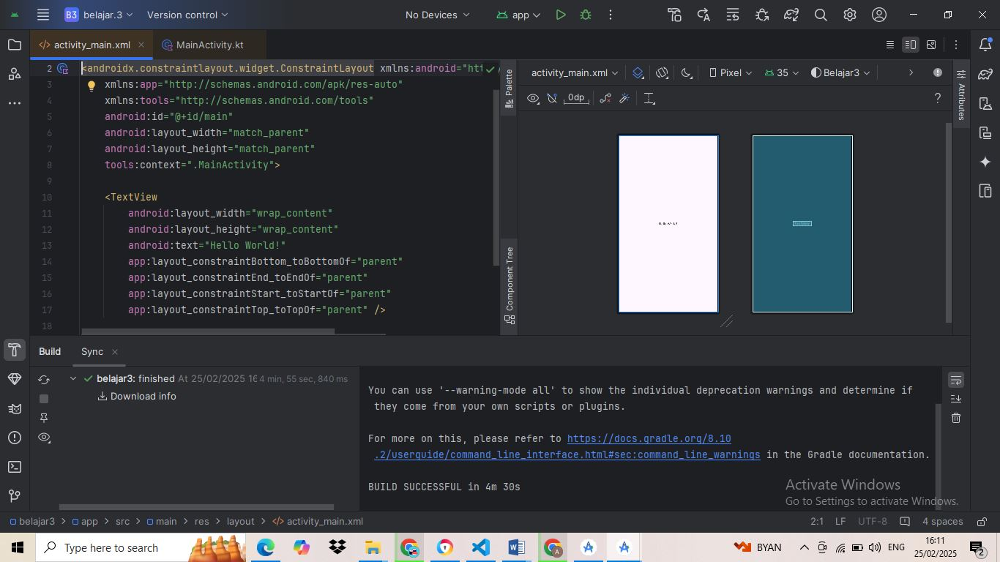 B3 belajar.3 Version control No Devices app
activity_main.xml MainActivity.kt
2 <androidx.constraintlayout.widget.ConstraintLayout xmlns:android="htt
3 xmlns:app="http://schemas.android.com/apk/res-auto"
4 xmlns:tools="http://schemas.android.com/tools"
5 android:id="@+id/main"
6 android:layout_width="match_parent"
7 android:layout_height="match_parent"
8 tools:context=".MainActivity">
9
10 <TextView
11 android:layout_width="wrap_content"
12 android:layout_height="wrap_content"
13 android:text="Hello World!"
14 app:layout_constraintBottom_toBottomOf="parent"
15 app:layout_constraintEnd_toEndOf="parent"
16 app:layout_constraintStart_toStartOf="parent"
17 app:layout_constraintTop_toTopOf="parent" />
18
Palette
Component Tree
activity_main.xml Pixel 35 Belajar3
0dp ?
Attributes
Build Sync
belajar3: finished At 25/02/2025 16 4 min, 55 sec, 840 ms
Download info
You can use '--warning-mode all' to show the individual deprecation warnings and determine if
they come from your own scripts or plugins.
For more on this, please refer to https://docs.gradle.org/8.10
.2/userguide/command_line_interface.html#sec:command_line_warnings in the Gradle documentation.
BUILD SUCCESSFUL in 4m 30s
Activate Windows
Go to Settings to activate Windows.
belajar3 > app > src > main > res > layout > activity_main.xml 2:1 LF UTF-8 4 spaces
Type here to search BYAN ENG 16:11
25/02/2025 2